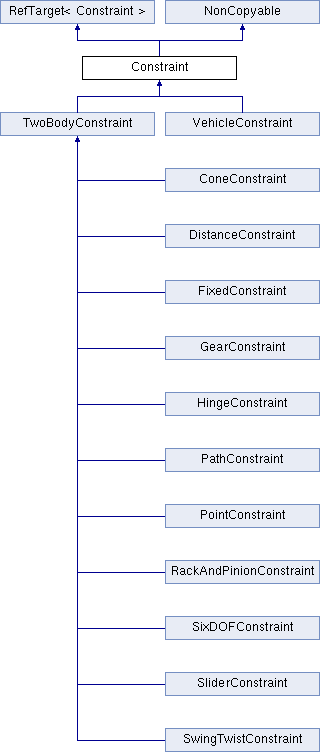 RefTarget< Constraint >
NonCopyable
Constraint
TwoBodyConstraint
VehicleConstraint
ConeConstraint
DistanceConstraint
FixedConstraint
GearConstraint
HingeConstraint
PathConstraint
PointConstraint
RackAndPinionConstraint
SixDOFConstraint
SliderConstraint
SwingTwistConstraint